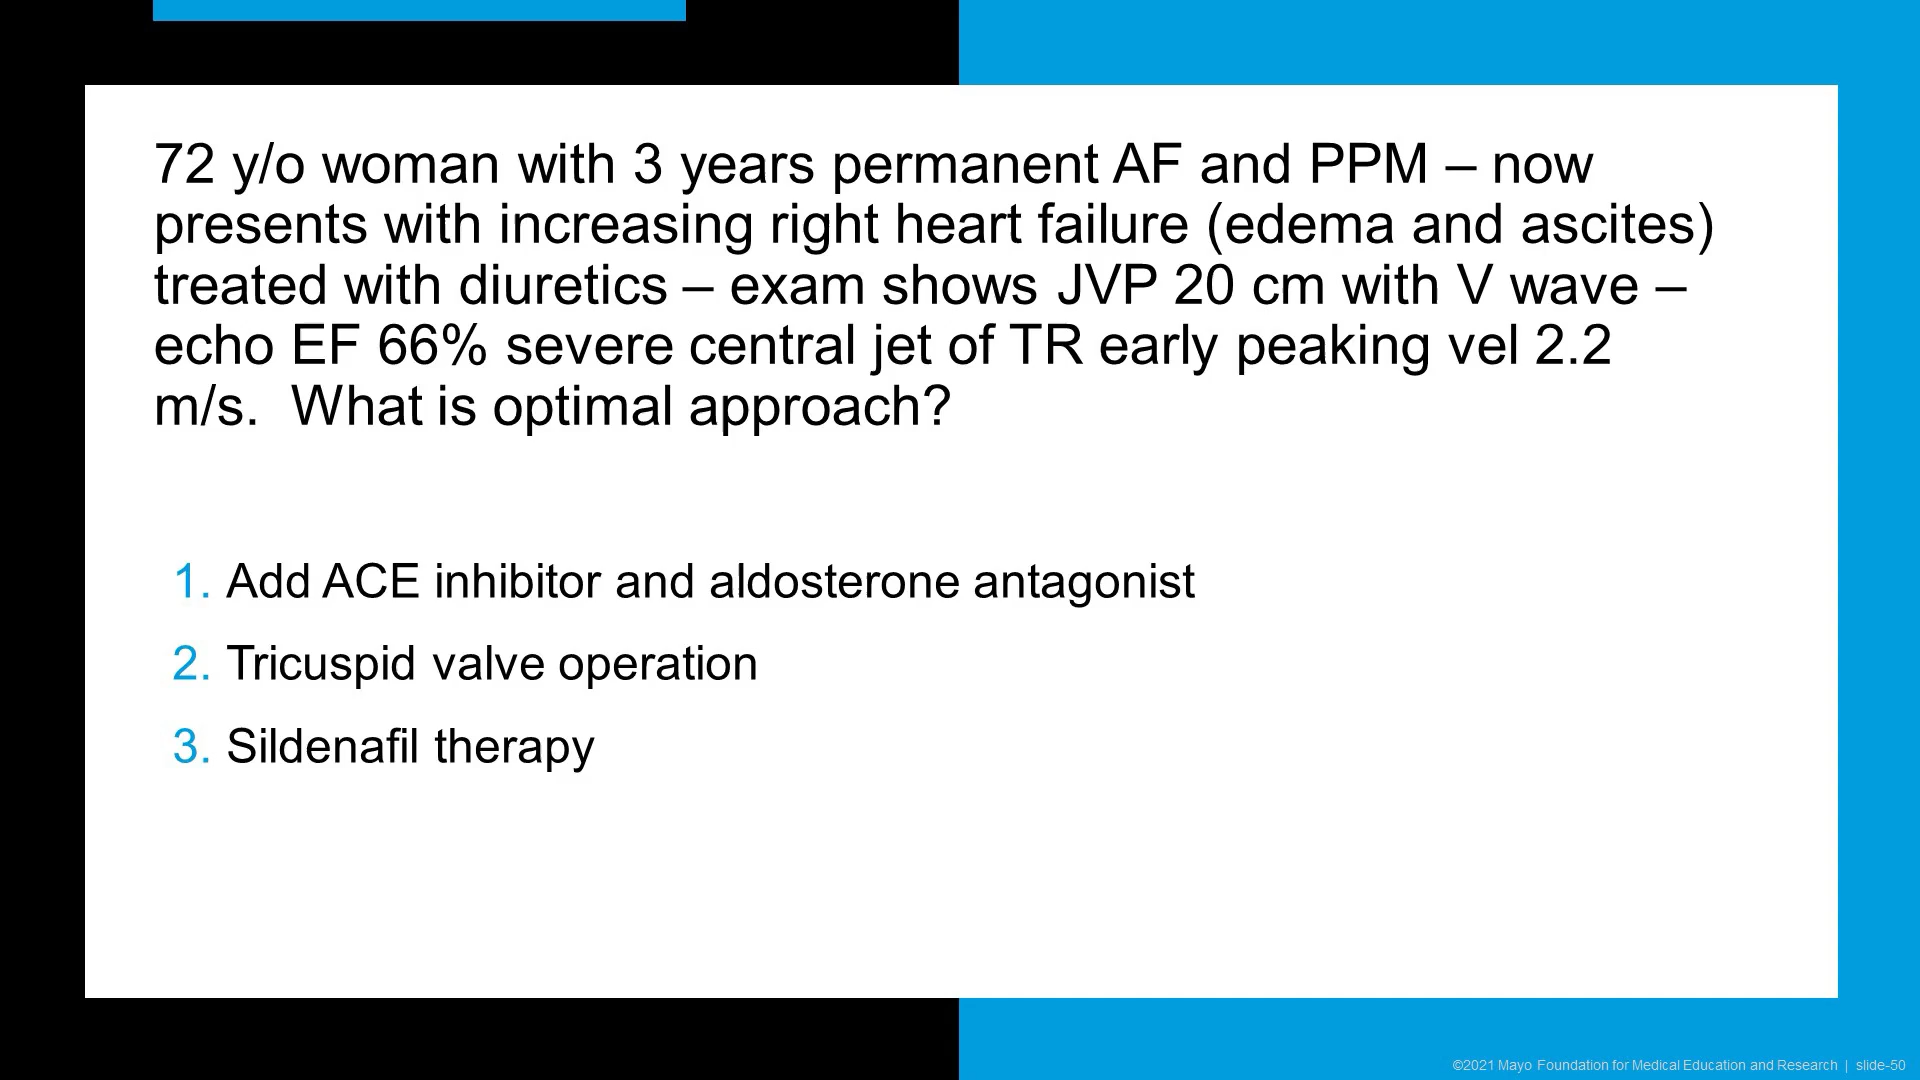 72 y/o woman with 3 years permanent AF and PPM – now
presents with increasing right heart failure (edema and ascites)
treated with diuretics – exam shows JVP 20 cm with V wave –
echo EF 66% severe central jet of TR early peaking vel 2.2
m/s.  What is optimal approach?
1. Add ACE inhibitor and aldosterone antagonist
2. Tricuspid valve operation
3. Sildenafil therapy
©2021 Mayo Foundation for Medical Education and Research | slide-50